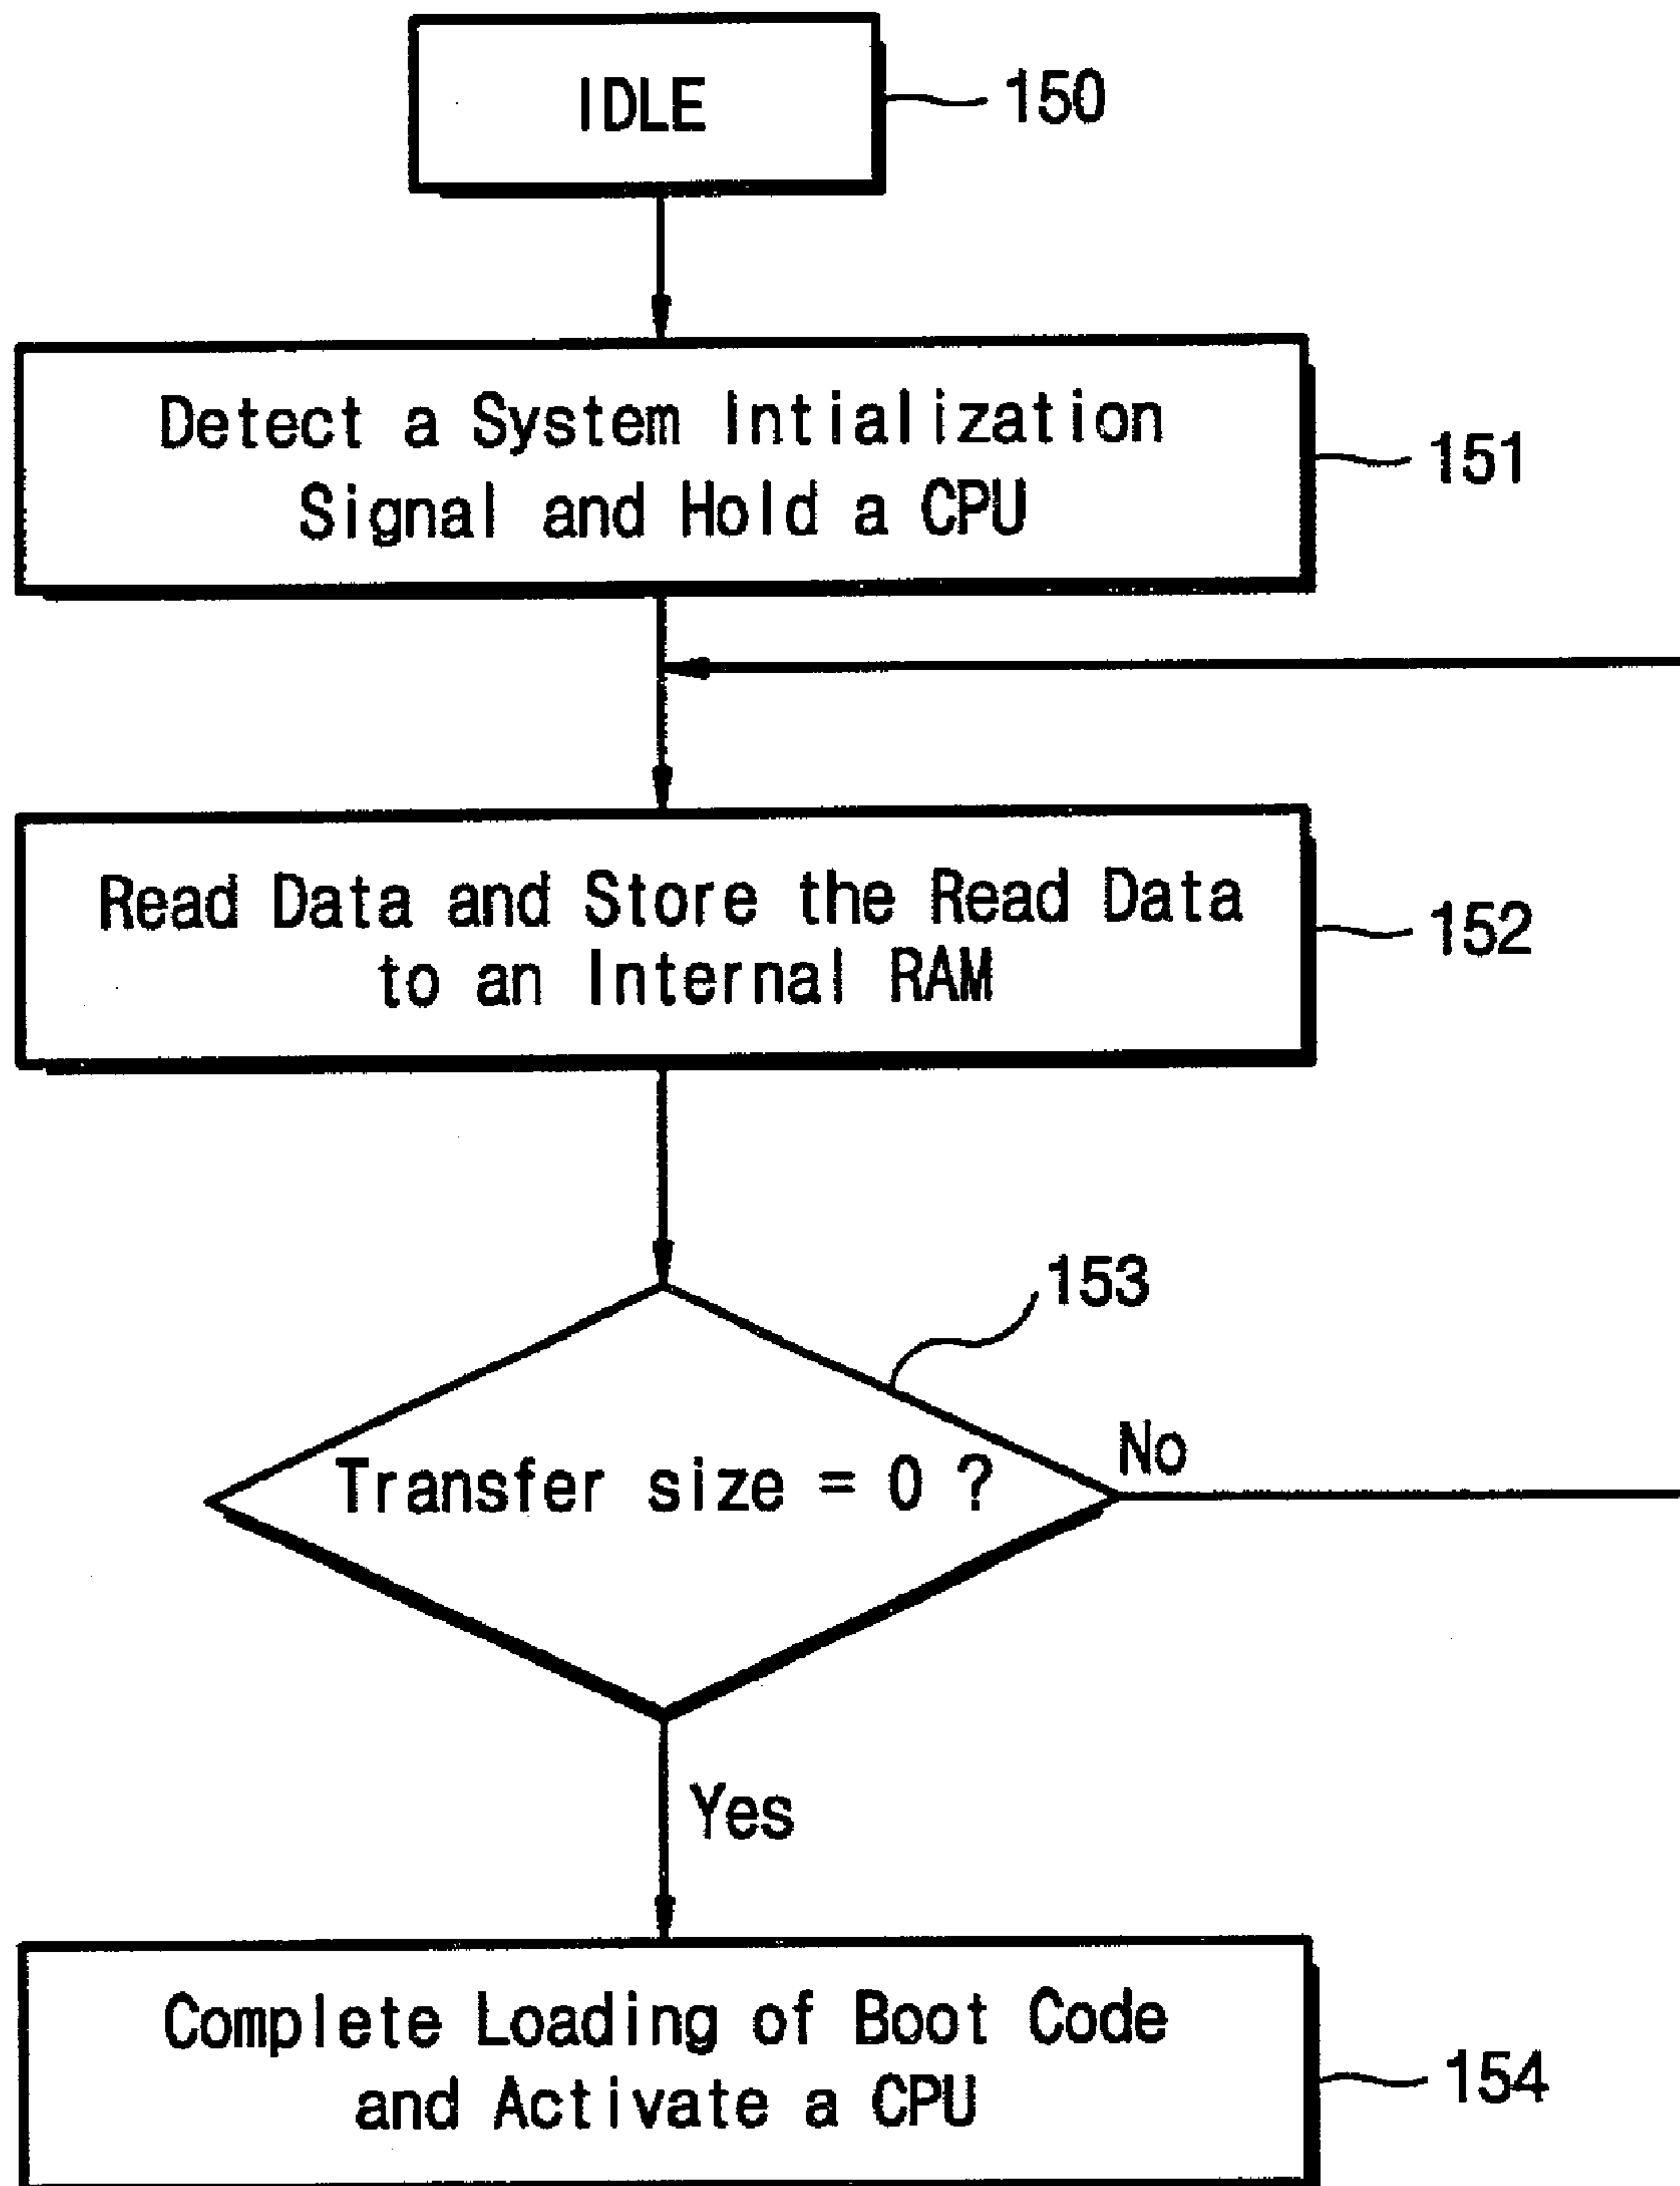 IDLE
150
Detect a System Intialization
Signal and Hold a CPU
151
Read Data and Store the Read Data
to an Internal RAM
152
153
Transfer size = 0 ?
No
Yes
Complete Loading of Boot Code
and Activate a CPU
154